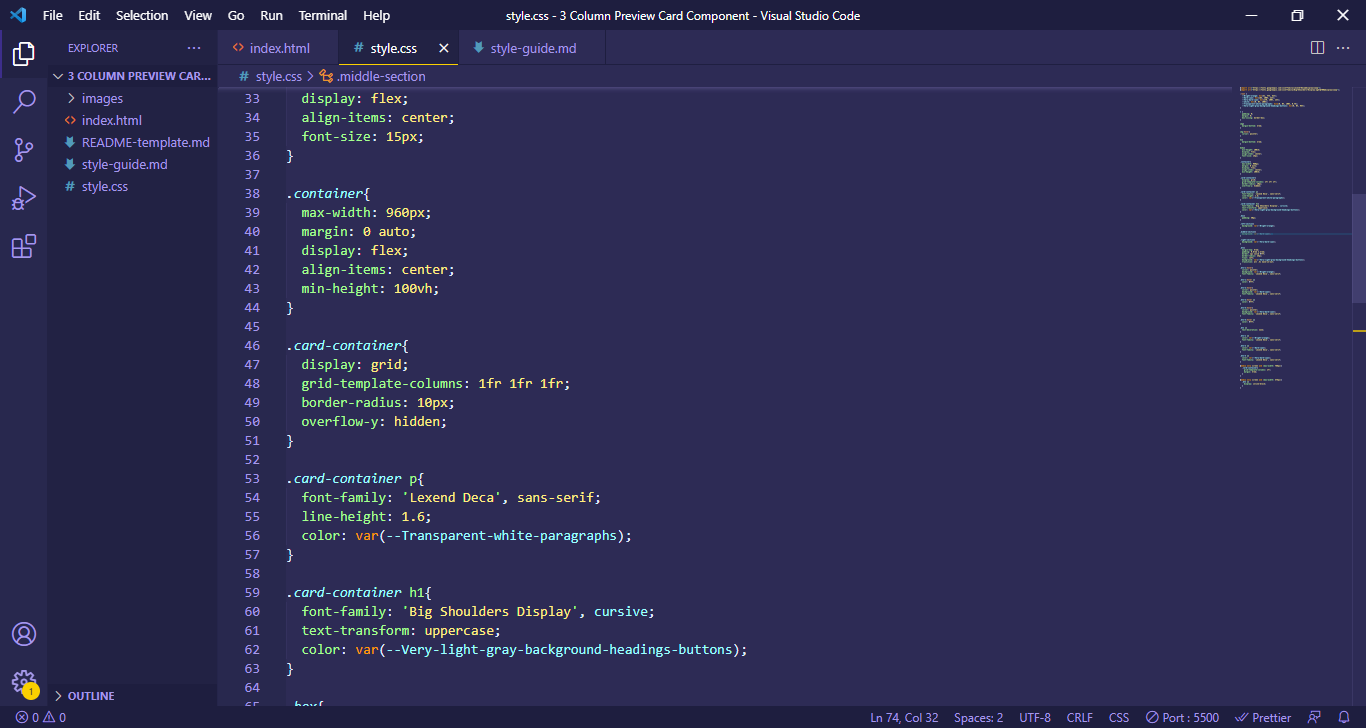 File Edit Selection View Go Run Terminal Help
style.css - 3 Column Preview Card Component - Visual Studio Code
EXPLORER
index.html
# style.css
style-guide.md
3 COLUMN PREVIEW CAR...
# style.css > .middle-section
images
index.html
README-template.md
style-guide.md
# style.css
33 display: flex;
34 align-items: center;
35 font-size: 15px;
36 }
37
38 .container{
39 max-width: 960px;
40 margin: 0 auto;
41 display: flex;
42 align-items: center;
43 min-height: 100vh;
44 }
45
46 .card-container{
47 display: grid;
48 grid-template-columns: 1fr 1fr 1fr;
49 border-radius: 10px;
50 overflow-y: hidden;
51 }
52
53 .card-container p{
54 font-family: 'Lexend Deca', sans-serif;
55 line-height: 1.6;
56 color: var(--Transparent-white-paragraphs);
57 }
58
59 .card-container h1{
60 font-family: 'Big Shoulders Display', cursive;
61 text-transform: uppercase;
62 color: var(--Very-light-gray-background-headings-buttons);
63 }
64
1
OUTLINE
0 0
Ln 74, Col 32 Spaces: 2 UTF-8 CRLF CSS Port : 5500 Prettier